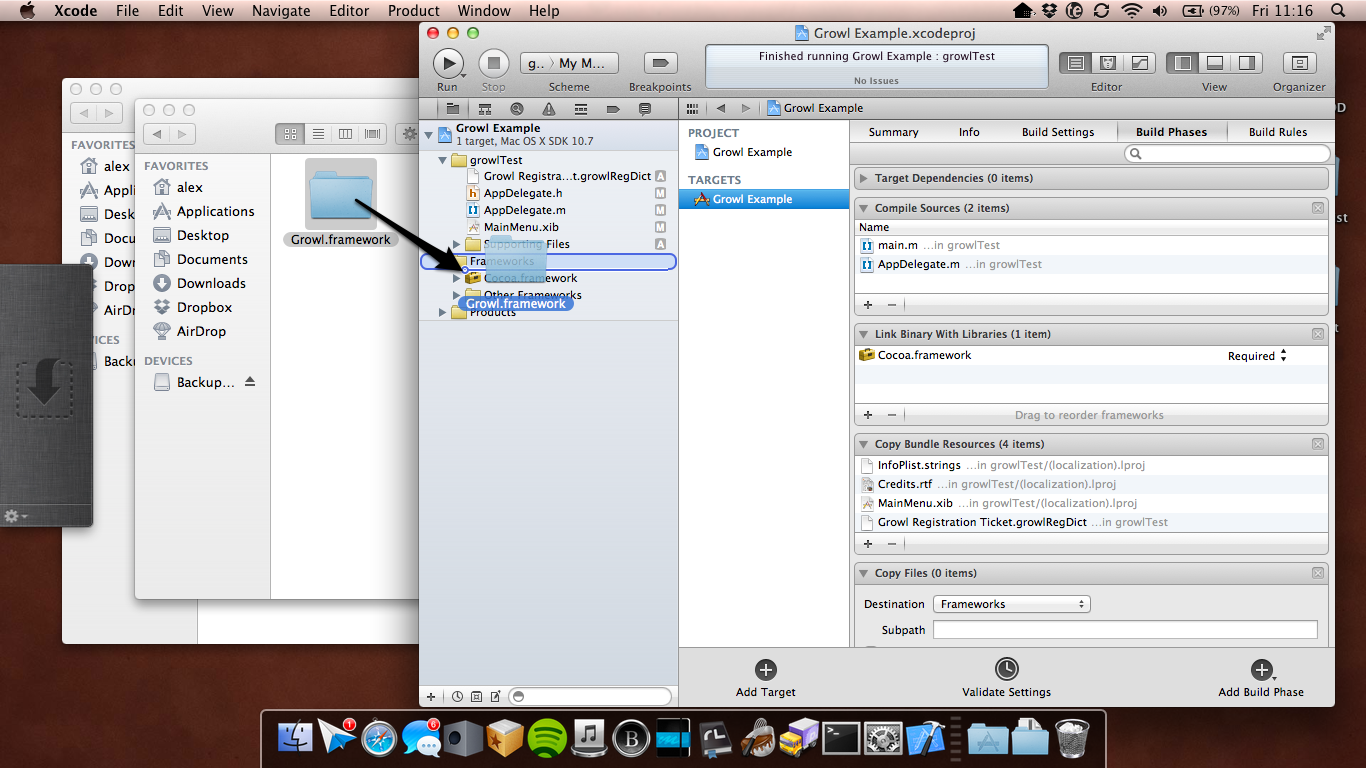 Xcode File Edit View Navigate Editor Product Window Help
(97%) Fri 11:16
Growl Example.xcodeproj
Run
Stop
g.. My M...
Scheme
Breakpoints
Finished running Growl Example : growlTest
No Issues
Editor
View
Organizer
FAVORITES
alex
Desk
Docu
Down
Drop
AirDr
Backu
FAVORITES
alex
Applications
Desktop
Documents
Downloads
Dropbox
AirDrop
DEVICES
Backup...
Growl.framework
Growl Example
1 target, Mac OS X SDK 10.7
growlTest
Growl Registra...t.growlRegDict A
AppDelegate.h M
AppDelegate.m M
MainMenu.xib M
Supporting Files A
Frameworks
Cocoa.framework
Other Frameworks
Growl.framework
Products
Growl Example
PROJECT
Growl Example
TARGETS
Growl Example
Summary Info Build Settings Build Phases Build Rules
Target Dependencies (0 items)
Compile Sources (2 items)
Name
main.m ...in growlTest
AppDelegate.m ...in growlTest
Link Binary With Libraries (1 item)
Cocoa.framework Required
Drag to reorder frameworks
Copy Bundle Resources (4 items)
InfoPlist.strings ...in growlTest/(localization).lproj
Credits.rtf ...in growlTest/(localization).lproj
MainMenu.xib ...in growlTest/(localization).lproj
Growl Registration Ticket.growlRegDict ...in growlTest
Copy Files (0 items)
Destination Frameworks
Subpath
Add Target
Validate Settings
Add Build Phase
1
6
B